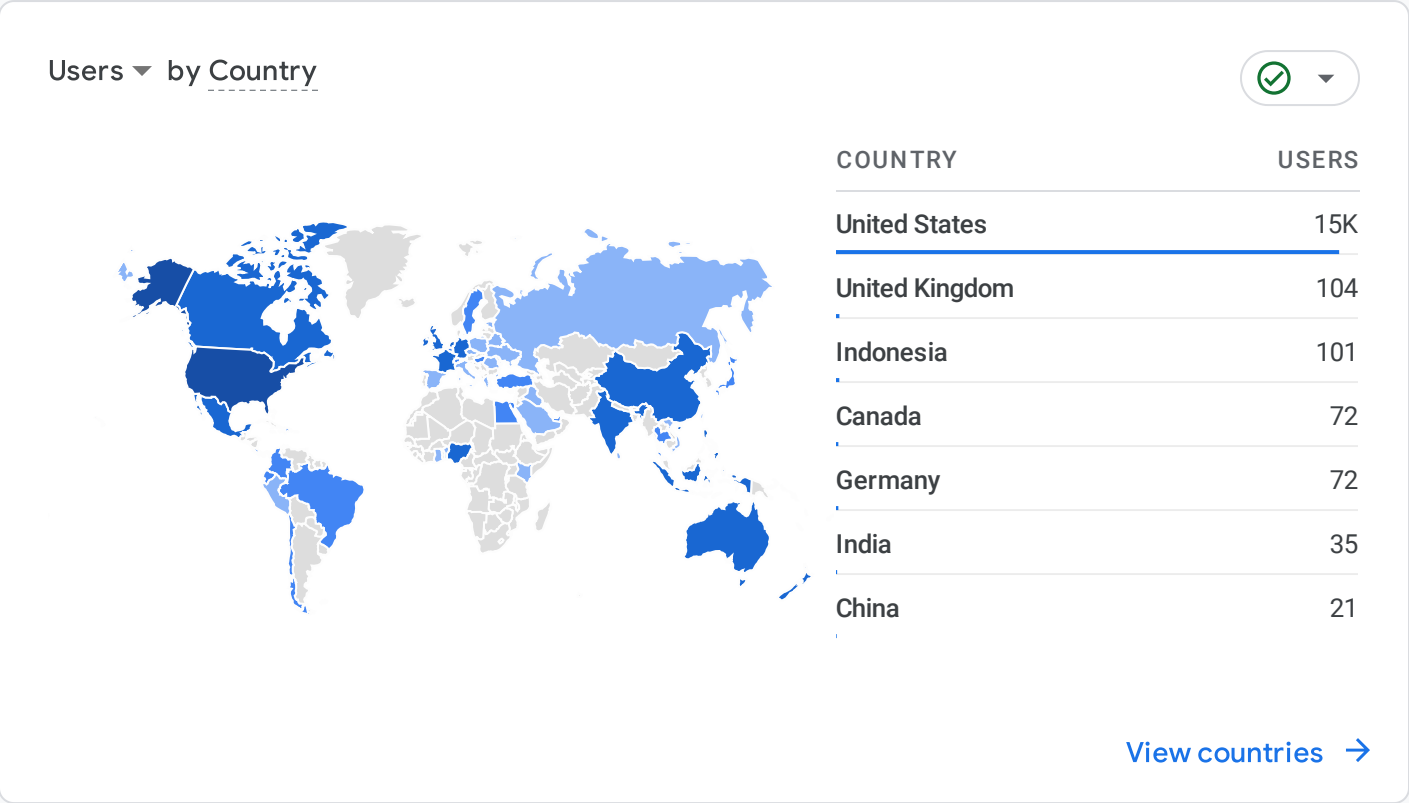 Users by Country
COUNTRY USERS
United States 15K
United Kingdom 104
Indonesia 101
Canada 72
Germany 72
India 35
China 21
View countries